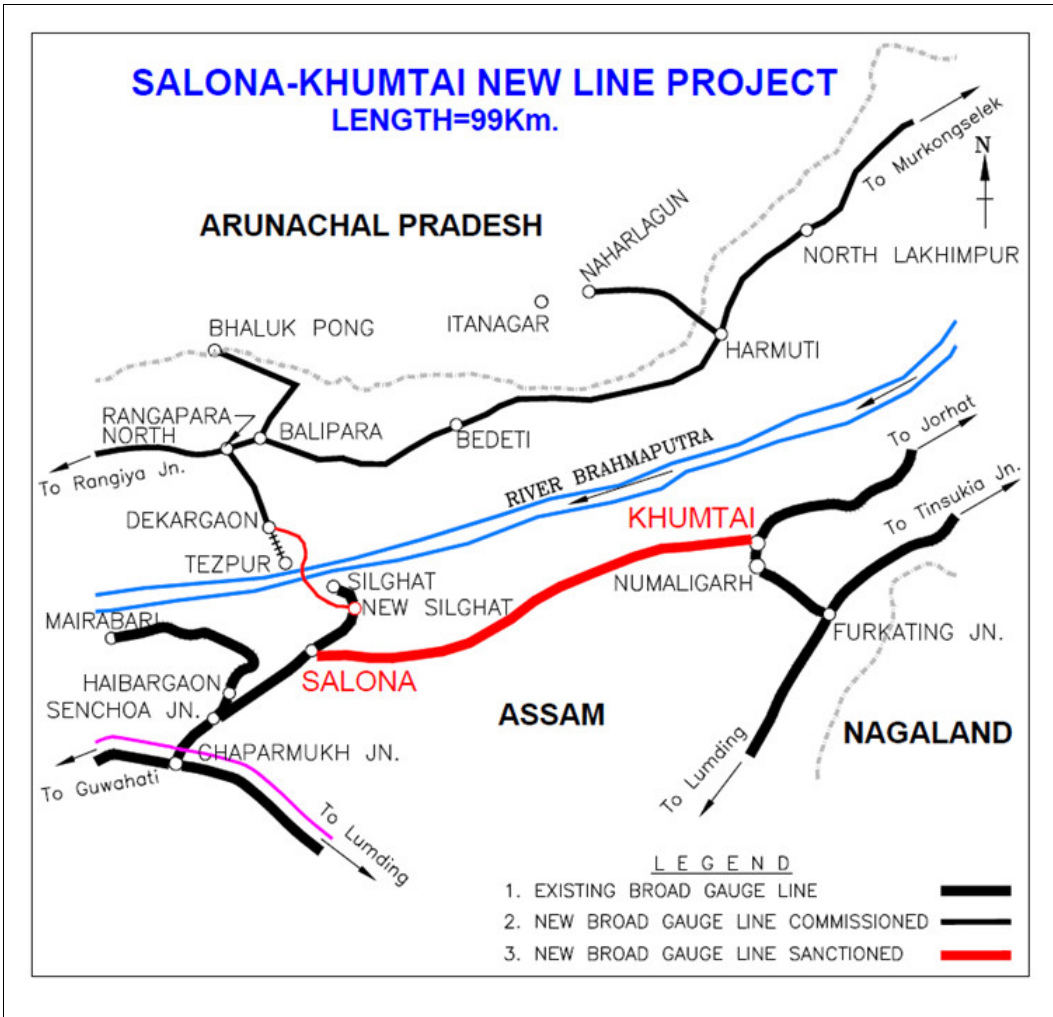 SALONA-KHUMTAI NEW LINE PROJECT
LENGTH=99Km.
To Murkongselek
N
ARUNACHAL PRADESH
NAHARLAGUN
NORTH LAKHIMPUR
ITANAGAR
BHALUK PONG
HARMUTI
RANGAPARA
NORTH
BALIPARA
BEDETI
To Jorhat
To Rangiya Jn.
RIVER BRAHMAPUTRA
To Tinsukia Jn.
DEKARGAON
KHUMTAI
TEZPUR
SILGHAT
NUMALIGARH
NEW SILGHAT
MAIRABARI
FURKATING JN.
HAIBARGAON
SALONA
SENCHOA JN.
ASSAM
NAGALAND
CHAPARMUKH JN.
To Guwahati
To Lumding
To Lumding
LEGEND
1. EXISTING BROAD GAUGE LINE
2. NEW BROAD GAUGE LINE COMMISSIONED
3. NEW BROAD GAUGE LINE SANCTIONED